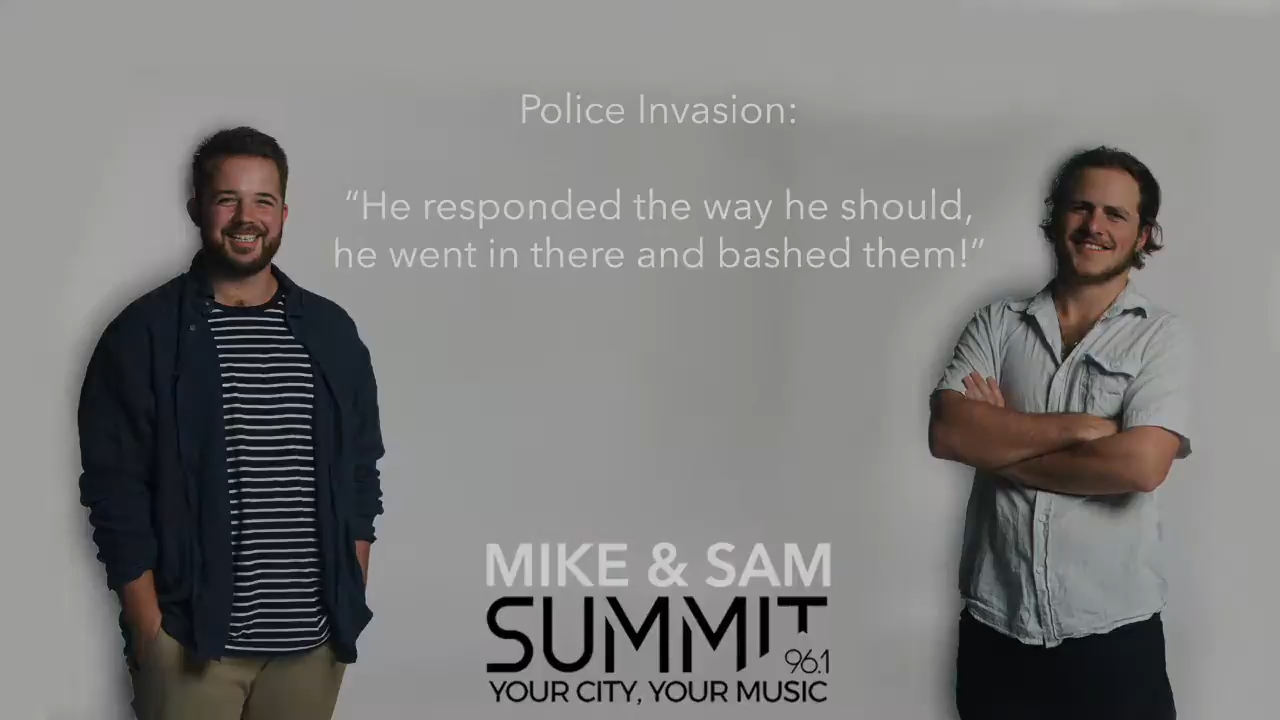 Police Invasion:
“He responded the way he should,
he went in there and bashed them!”
MIKE & SAM
SUMMIT
96.1
YOUR CITY, YOUR MUSIC